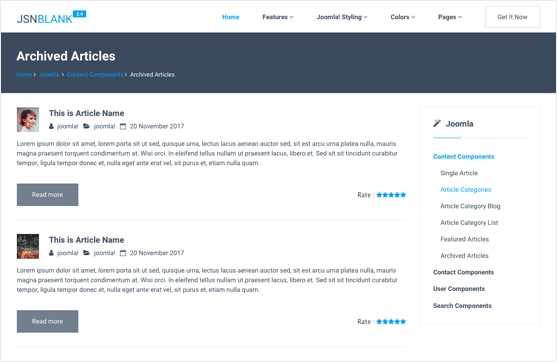 JSNBLANK 2.0
Home Features Joomla! Styling Colors Pages Get It Now
Archived Articles
Home > Joomla > Content Components > Archived Articles
This is Article Name
joomla! joomla! 20 November 2017
Lorem ipsum dolor sit amet, lorem porta sit ut sed, quisque urna, lectus lacus aenean auctor sed, sit est arcu urna platea nulla, mauris
magna praesent torquent condimentum at. Wisi orci. In eleifend tellus nullam ut praesent lacus, libero et. Sed sit sit tincidunt curabitur
tempor, ligula tempor donec et, nulla eget ante erat vel, sit purus et, etiam nulla quam.
Read more
Rate :
This is Article Name
joomla! joomla! 20 November 2017
Lorem ipsum dolor sit amet, lorem porta sit ut sed, quisque urna, lectus lacus aenean auctor sed, sit est arcu urna platea nulla, mauris
magna praesent torquent condimentum at. Wisi orci. In eleifend tellus nullam ut praesent lacus, libero et. Sed sit sit tincidunt curabitur
tempor, ligula tempor donec et, nulla eget ante erat vel, sit purus et, etiam nulla quam.
Read more
Rate :
Joomla
Content Components
Single Article
Article Categories
Article Category Blog
Article Category List
Featured Articles
Archived Articles
Contact Components
User Components
Search Components